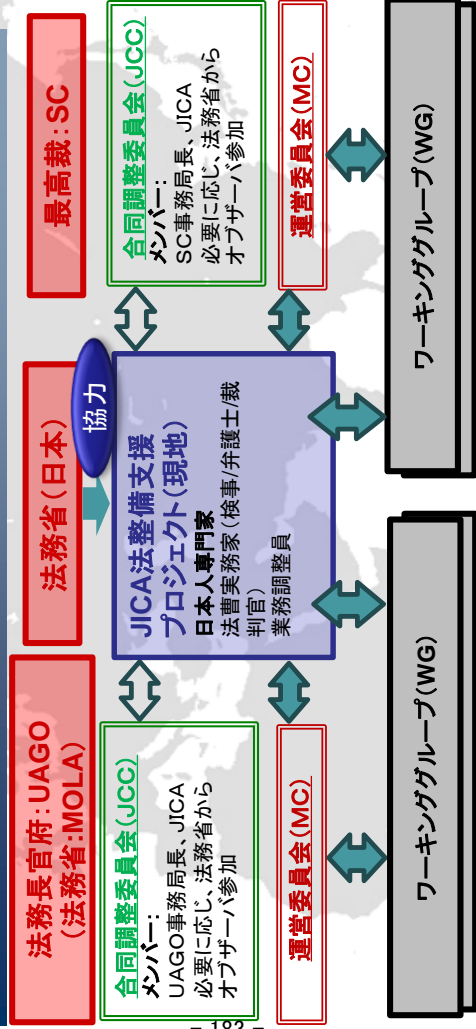 法務長官府:UAGO
(法務省:MOLA)
法務省(日本)
最高裁:SC
協力
合同調整委員会(JCC)
メンバー:
UAGO事務局長、JICA
必要に応じ、法務省から
オブザーバ参加
JICA法整備支援
プロジェクト(現地)
日本人専門家
法曹実務家(検事/弁護士/裁
判官)
業務調整員
合同調整委員会(JCC)
メンバー:
SC事務局長、JICA
必要に応じ、法務省から
オブザーバ参加
運営委員会(MC)
運営委員会(MC)
ワーキンググループ(WG)
ワーキンググループ(WG)